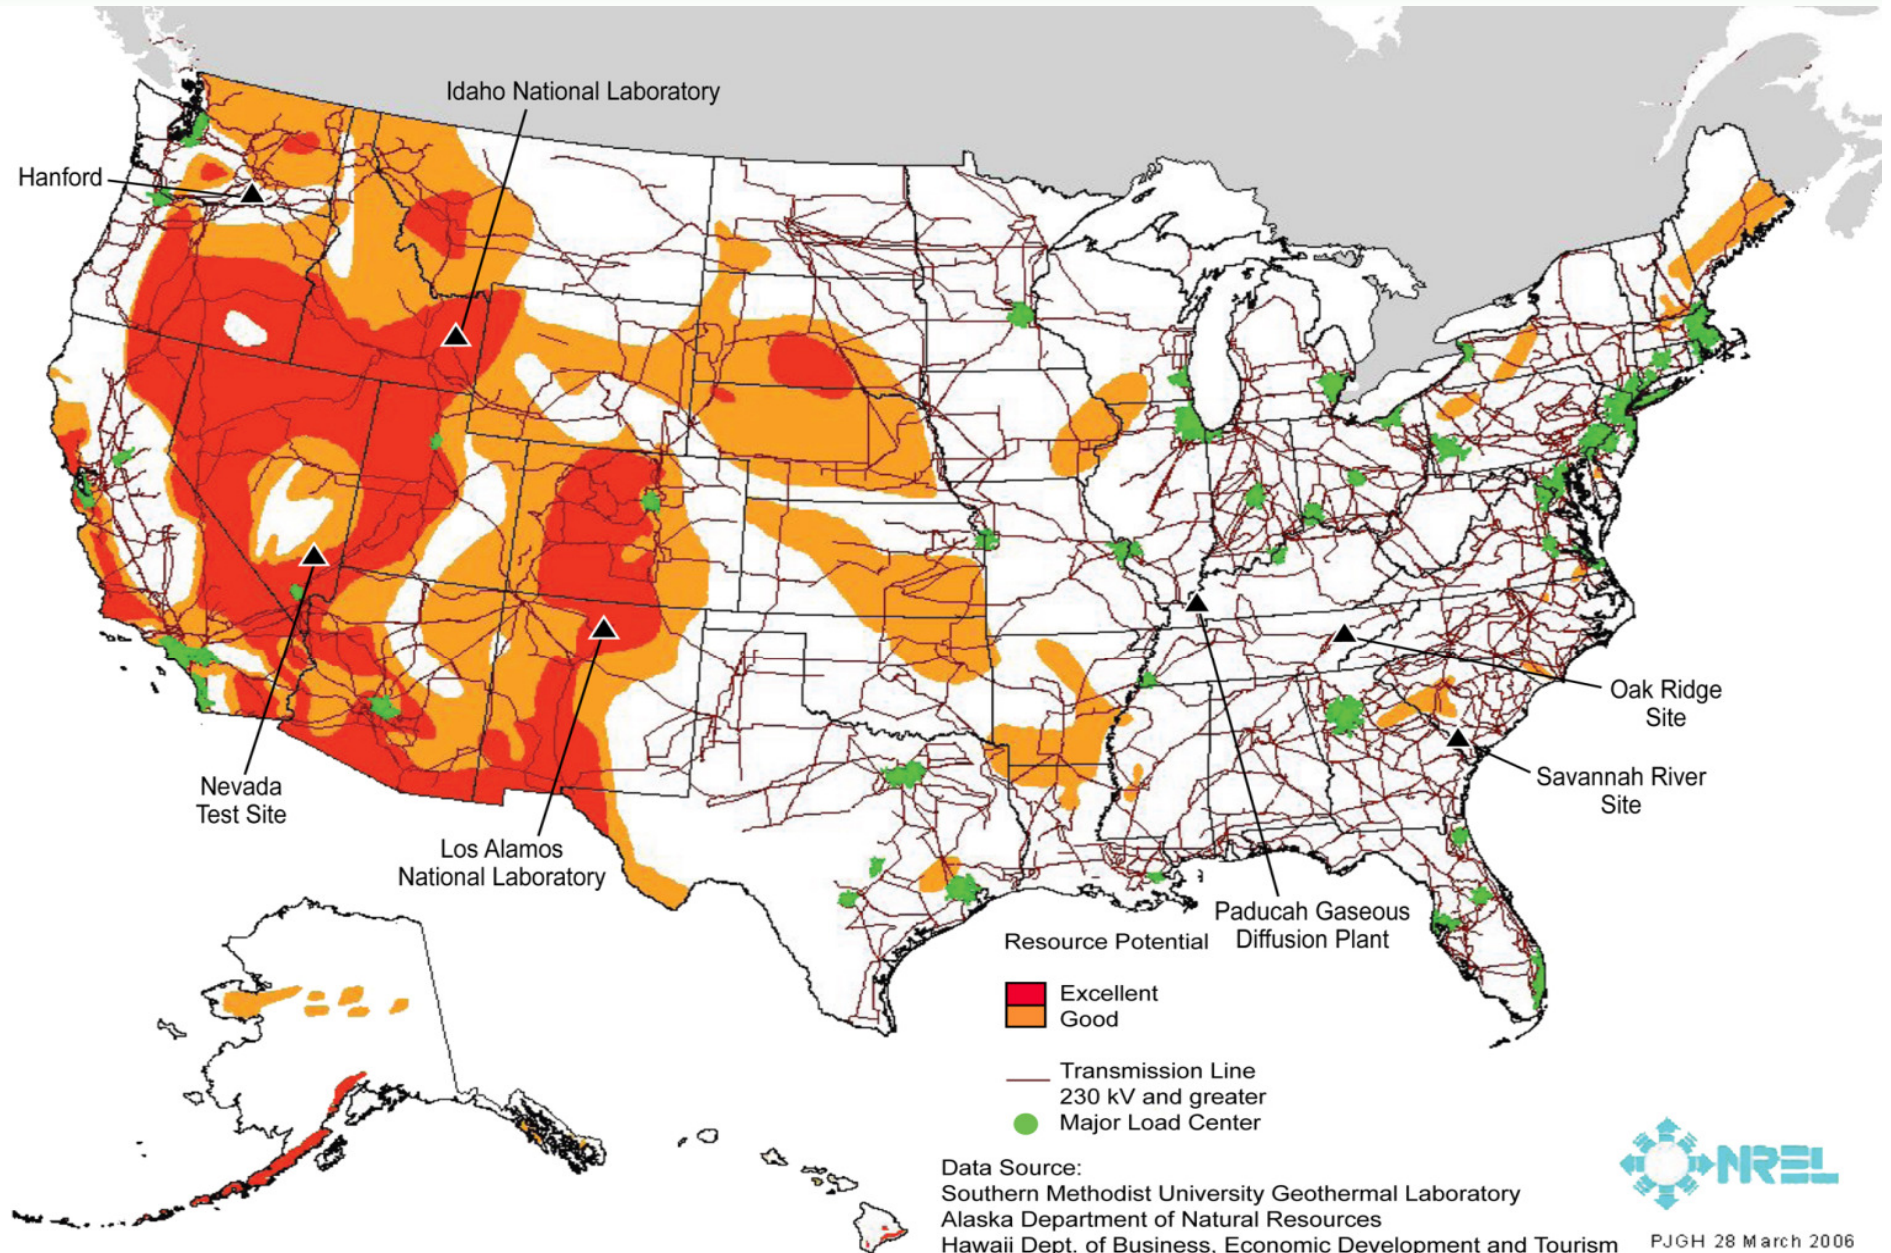 Idaho National Laboratory
Hanford
Nevada
Test Site
Los Alamos
National Laboratory
Oak Ridge
Site
Savannah River
Site
Paducah Gaseous
Diffusion Plant
Resource Potential
Excellent
Good
Transmission Line
230 kV and greater
Major Load Center
Data Source:
Southern Methodist University Geothermal Laboratory
Alaska Department of Natural Resources
Hawaii Dept. of Business, Economic Development and Tourism
NREL
PJGH 28 March 2006